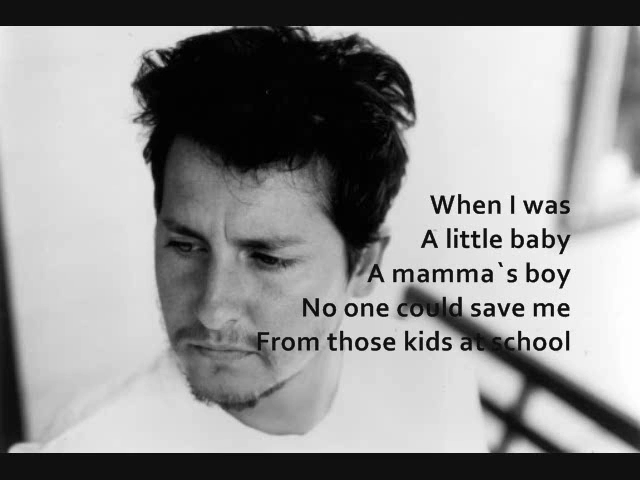 When I was
A little baby
A mamma`s boy
No one could save me
From those kids at school